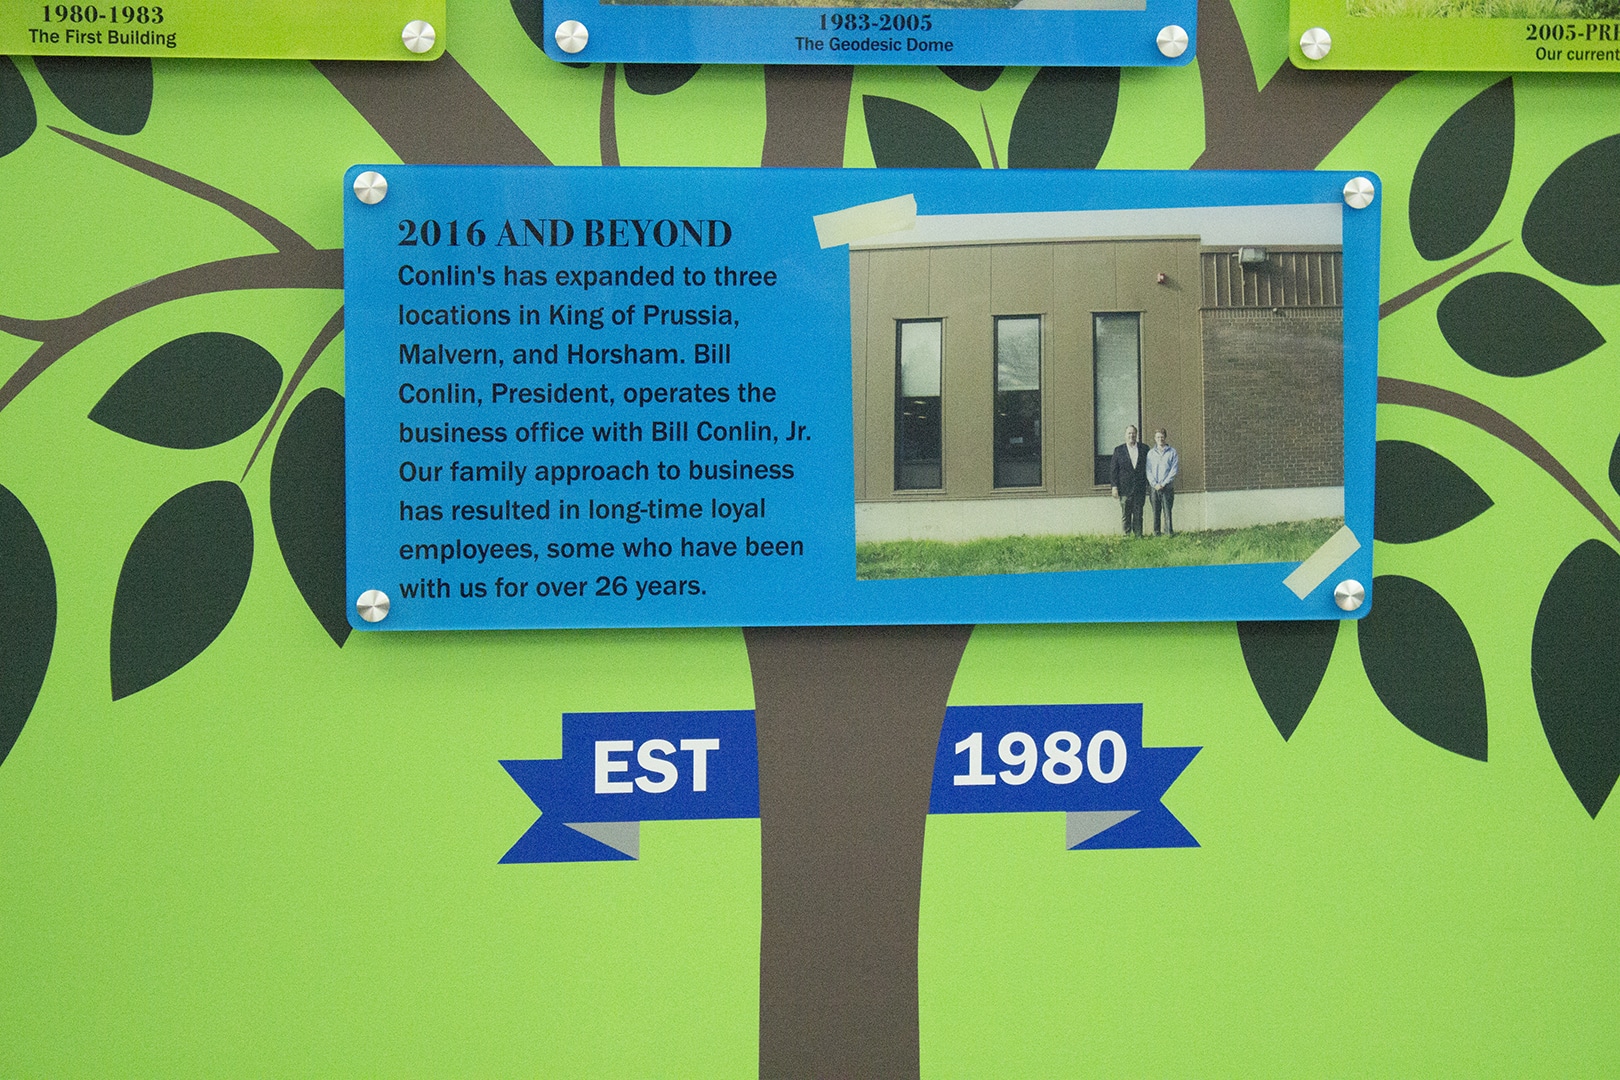 1980-1983
The First Building
1983-2005
The Geodesic Dome
2005-PRE
Our current
2016 AND BEYOND
Conlin's has expanded to three
locations in King of Prussia,
Malvern, and Horsham. Bill
Conlin, President, operates the
business office with Bill Conlin, Jr.
Our family approach to business
has resulted in long-time loyal
employees, some who have been
with us for over 26 years.
EST 1980